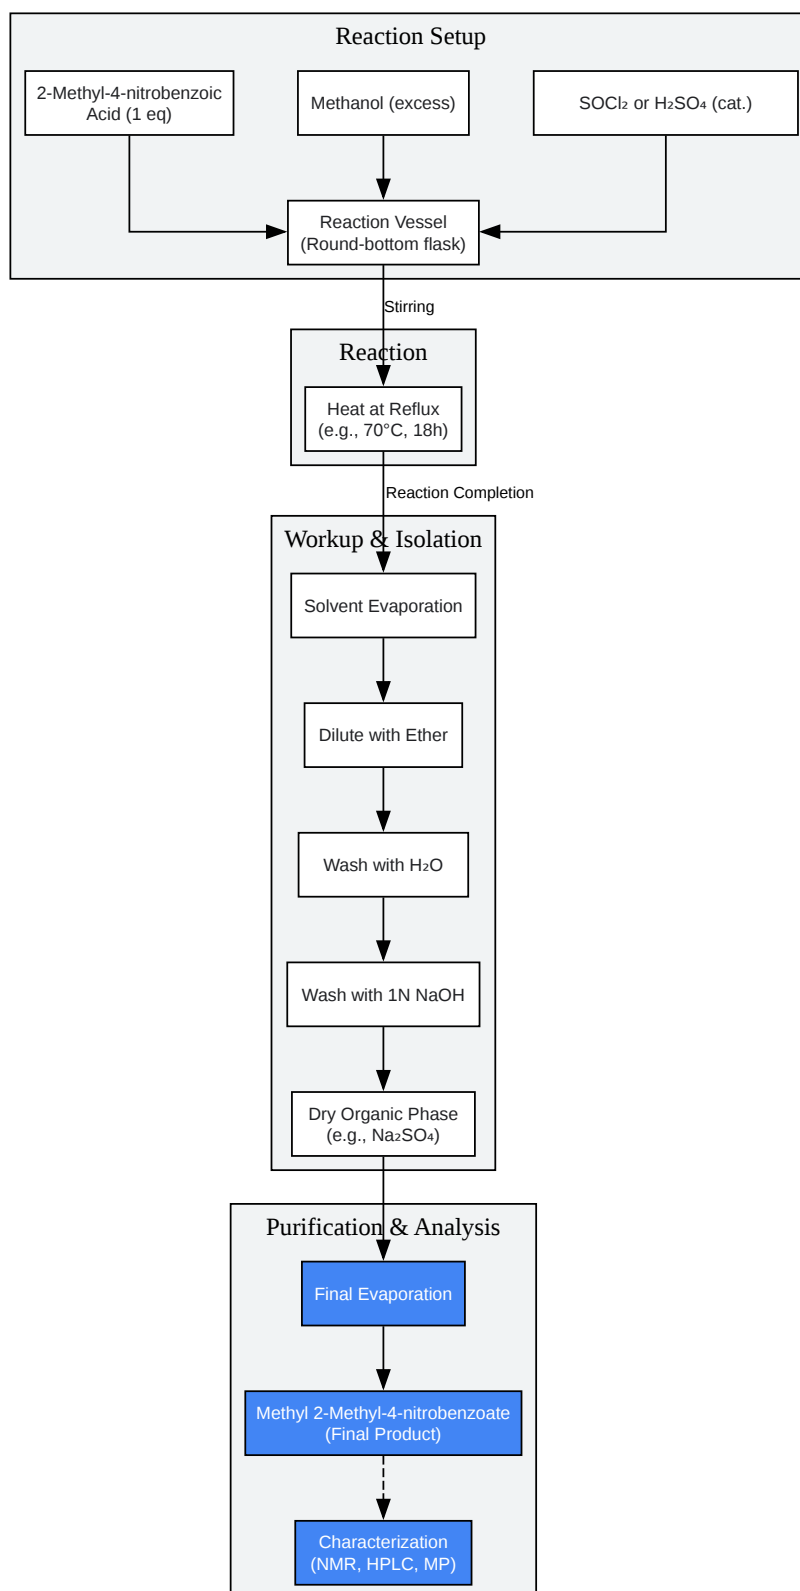 Reaction Setup
2-Methyl-4-nitrobenzoic
Acid (1 eq)
Methanol (excess)
SOCl₂ or H₂SO₄ (cat.)
Reaction Vessel
(Round-bottom flask)
Stirring
Reaction
Heat at Reflux
(e.g., 70°C, 18h)
Reaction Completion
Workup & Isolation
Solvent Evaporation
Dilute with Ether
Wash with H₂O
Wash with 1N NaOH
Dry Organic Phase
(e.g., Na₂SO₄)
Purification & Analysis
Final Evaporation
Methyl 2-Methyl-4-nitrobenzoate
(Final Product)
Characterization
(NMR, HPLC, MP)